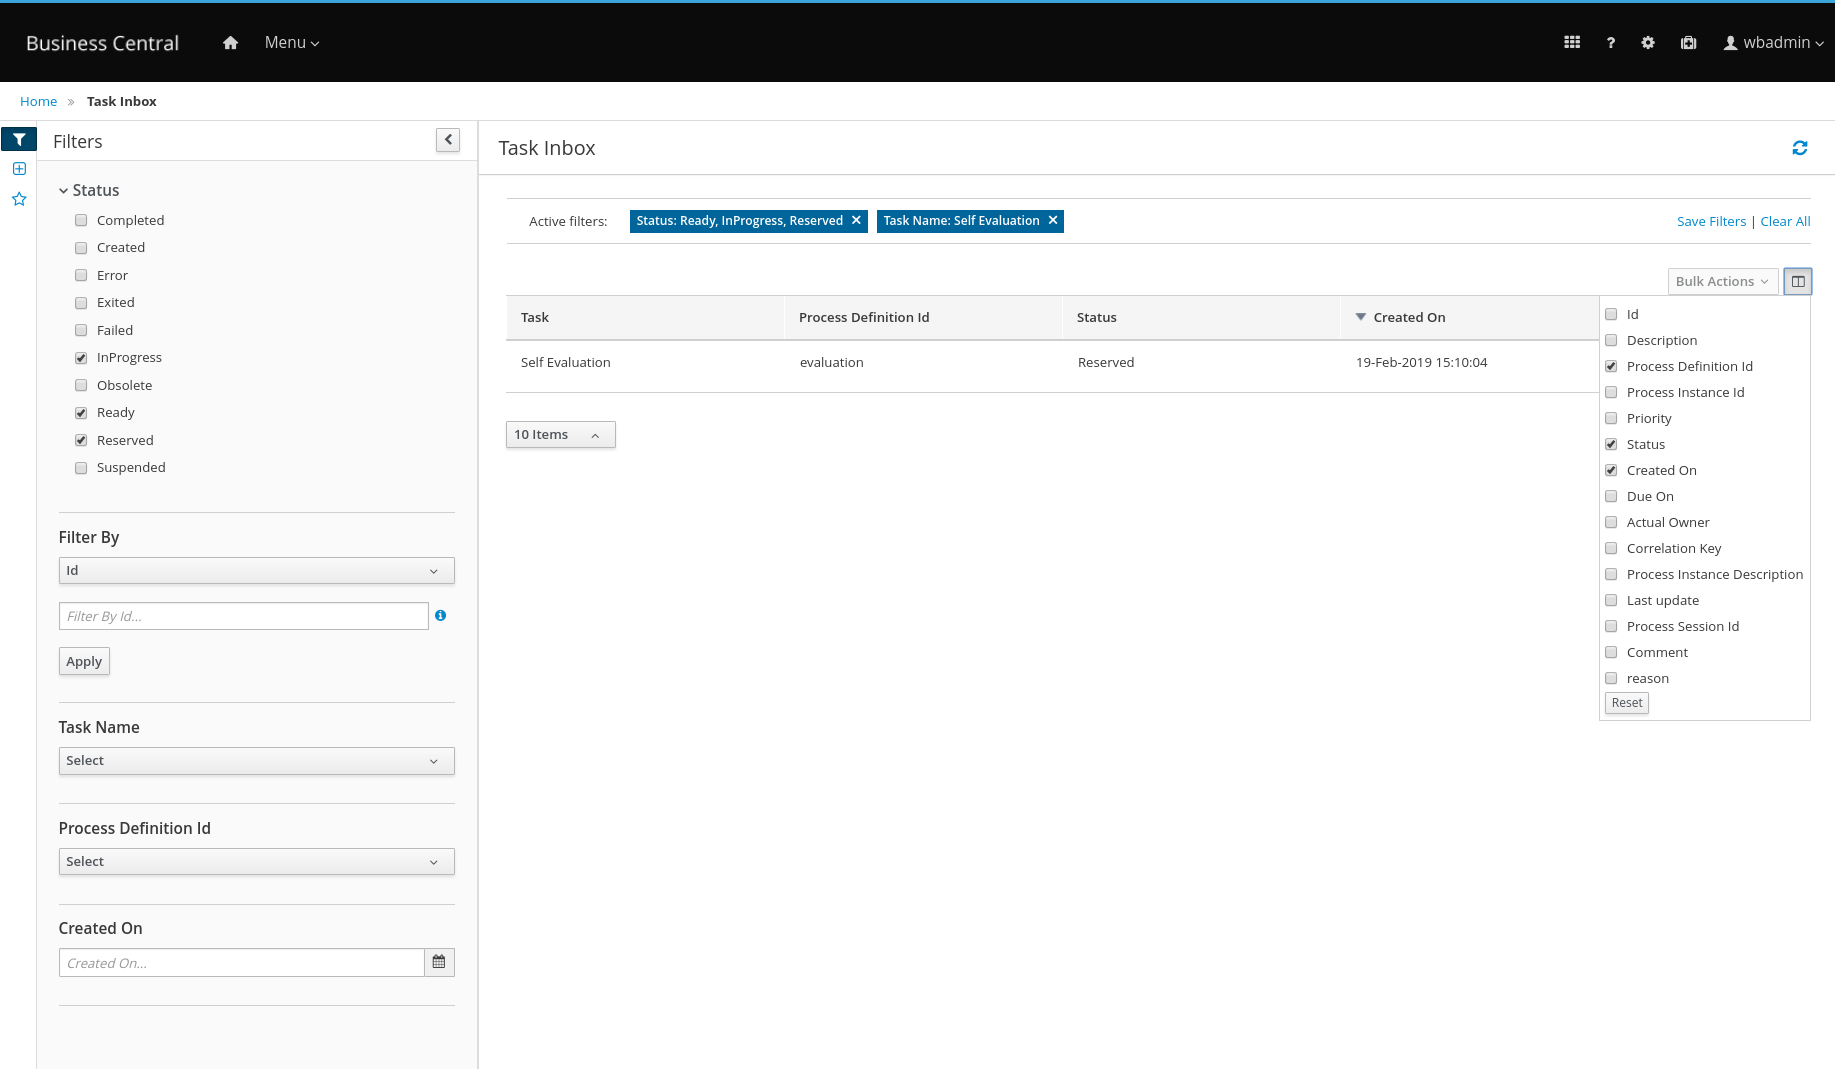 Business Central
Menu
?
wbadmin
Home » Task Inbox
Filters
Status
Completed
Created
Error
Exited
Failed
InProgress
Obsolete
Ready
Reserved
Suspended
Filter By
Id
Filter By Id...
Apply
Task Name
Select
Process Definition Id
Select
Created On
Created On...
Task Inbox
Active filters: Status: Ready, InProgress, Reserved × Task Name: Self Evaluation × Save Filters | Clear All
Bulk Actions
Task Process Definition Id Status Created On
Self Evaluation evaluation Reserved 19-Feb-2019 15:10:04
10 Items
Id
Description
Process Definition Id
Process Instance Id
Priority
Status
Created On
Due On
Actual Owner
Correlation Key
Process Instance Description
Last update
Process Session Id
Comment
reason
Reset